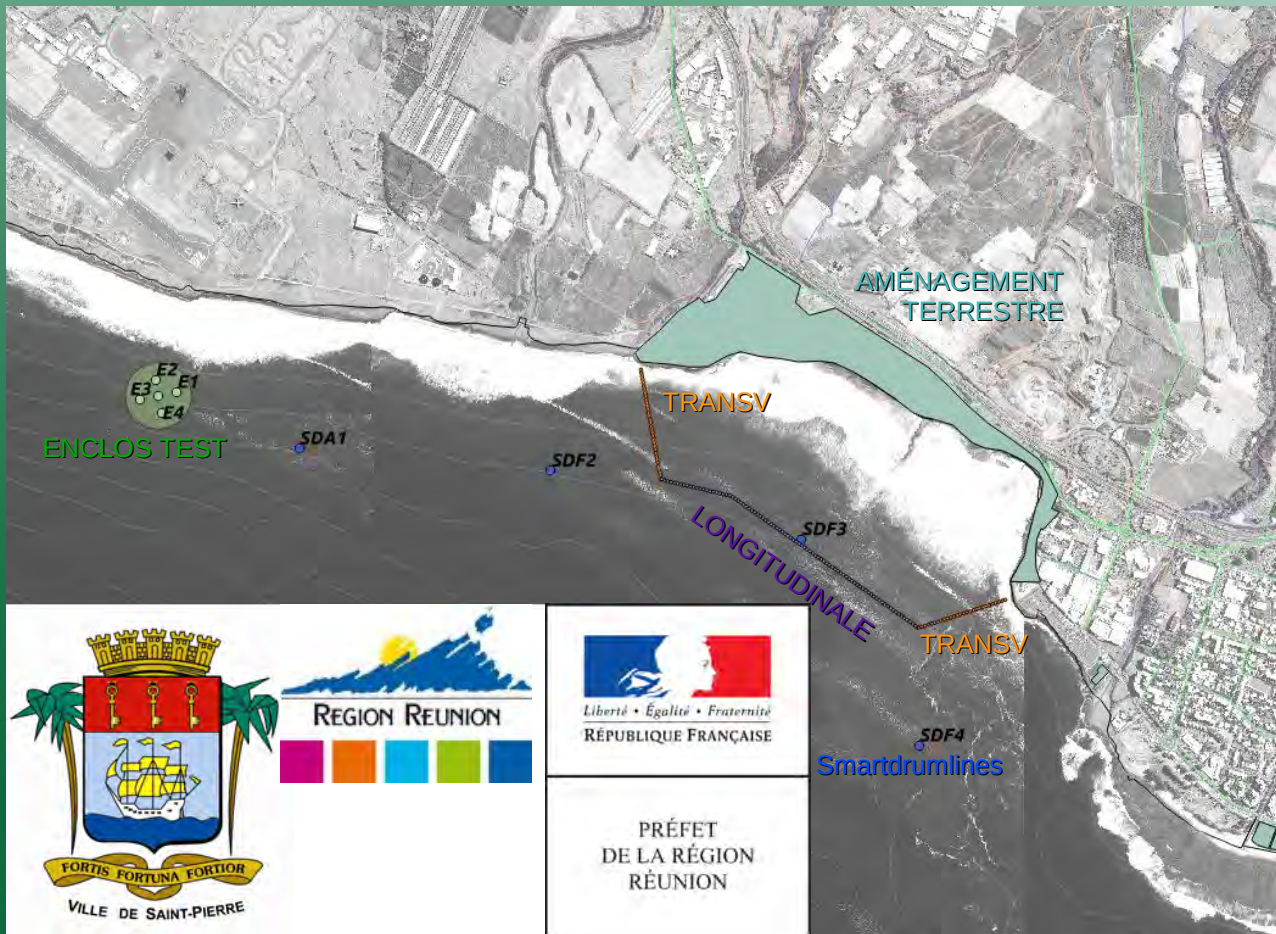 AMÉNAGEMENT
TERRESTRE
E2
E1
E3
E4
ENCLOS TEST
SDA1
SDF2
TRANSV
SDF3
LONGITUDINALE
TRANSV
SDF4
Smartdrumlines
FORTIS FORTUNA FORTIOR
VILLE DE SAINT-PIERRE
REGION REUNION
Liberté • Égalité • Fraternité
RÉPUBLIQUE FRANÇAISE
PRÉFET
DE LA RÉGION
RÉUNION